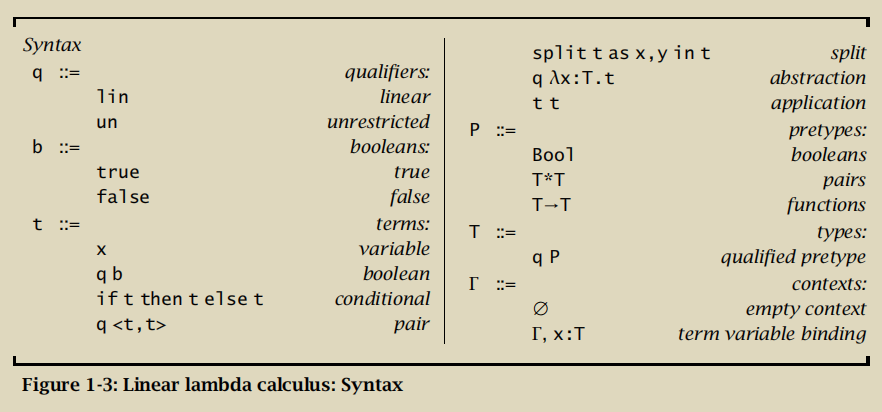 Syntax
q ::= qualifiers:
lin linear
un unrestricted
b ::= booleans:
true true
false false
t ::= terms:
x variable
q b boolean
if t then t else t conditional
q <t,t> pair
split t as x,y in t split
q λx:T.t abstraction
t t application
P ::= pretypes:
Bool booleans
T*T pairs
T→T functions
T ::= types:
q P qualified pretype
Γ ::= contexts:
∅ empty context
Γ, x:T term variable binding
Figure 1-3: Linear lambda calculus: Syntax